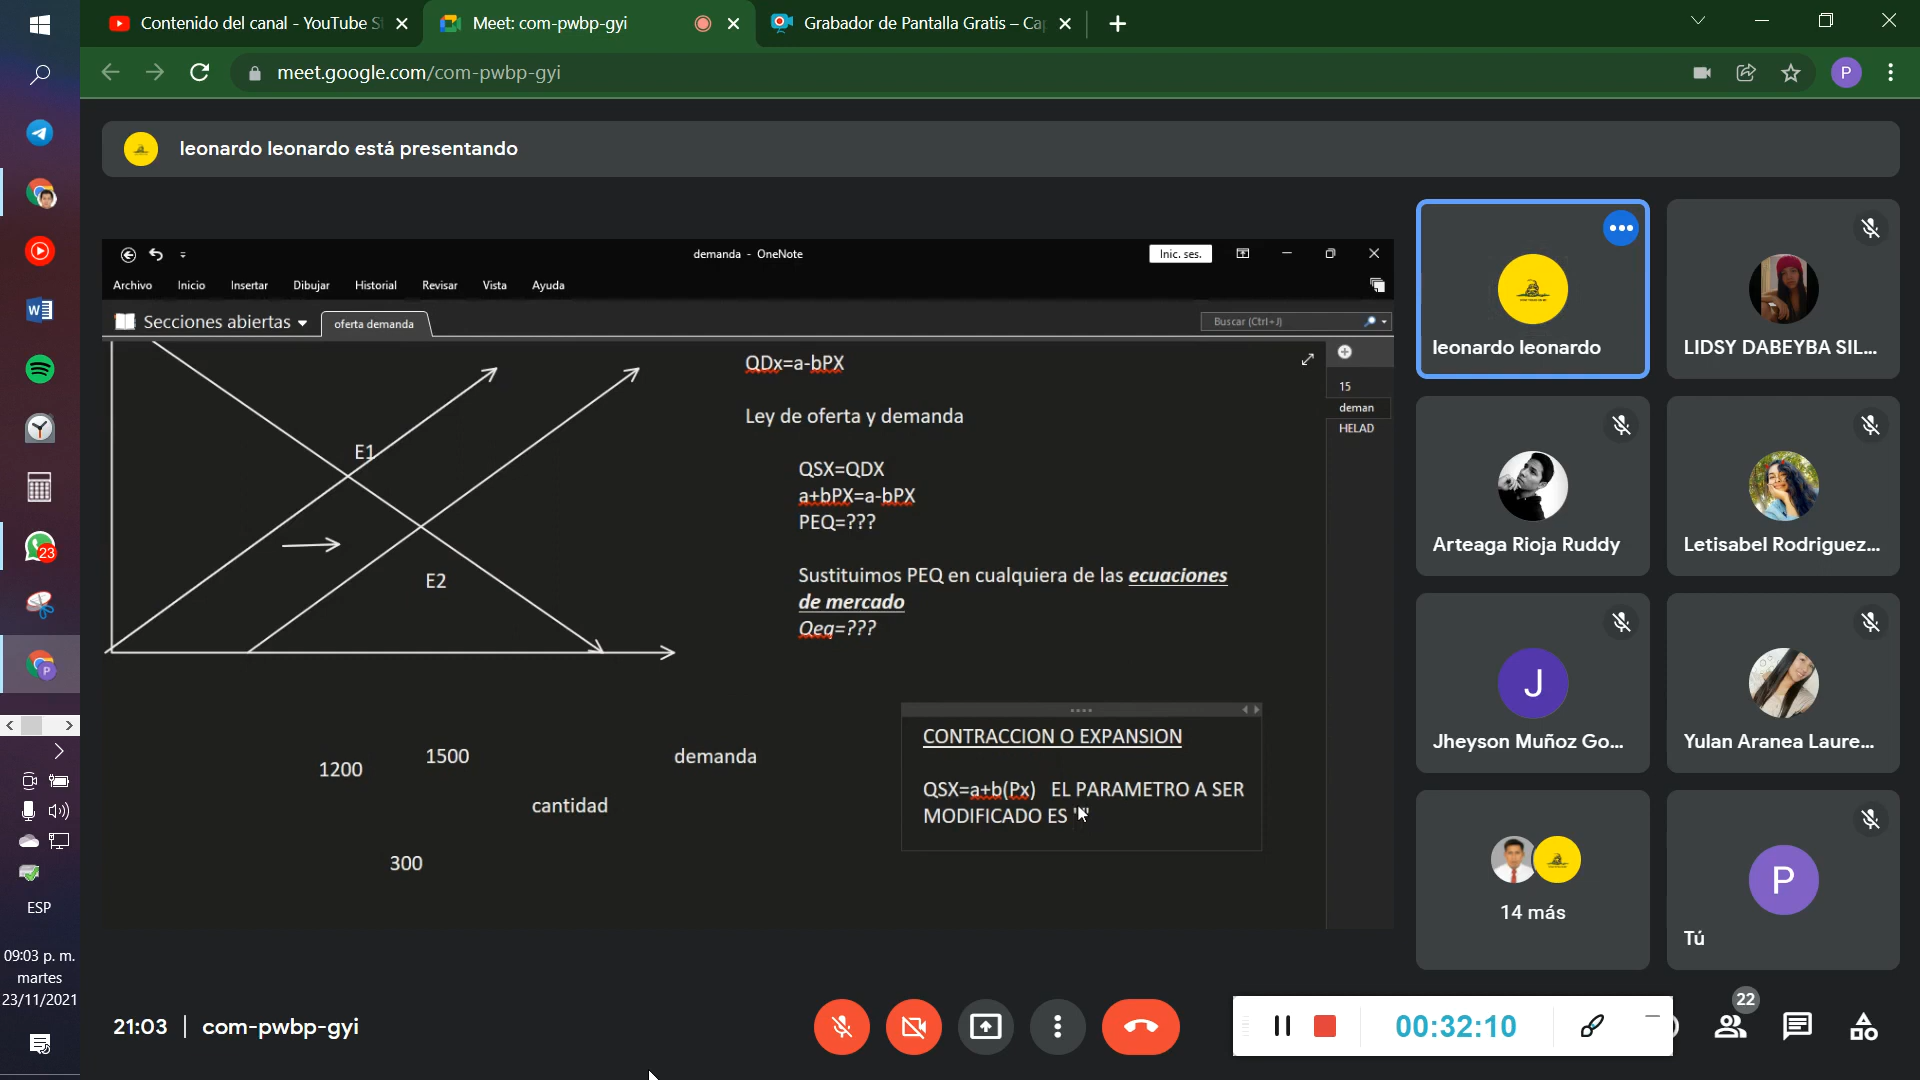 Contenido del canal - YouTube S
Meet: com-pwbp-gyi
Grabador de Pantalla Gratis – Ca
meet.google.com/com-pwbp-gyi
P
leonardo leonardo está presentando
demanda - OneNote
Inic. ses.
Archivo
Inicio
Insertar
Dibujar
Historial
Revisar
Vista
Ayuda
Secciones abiertas
oferta demanda
Buscar (Ctrl+J)
QDx=a-bPX
Ley de oferta y demanda
QSX=QDX
a+bPX=a-bPX
PEQ=???
Sustituimos PEQ en cualquiera de las ecuaciones
de mercado
Qeq=???
E1
E2
1200
1500
demanda
cantidad
300
CONTRACCION O EXPANSION
QSX=a+b(Px) EL PARAMETRO A SER
MODIFICADO ES "
15
deman
HELAD
leonardo leonardo
LIDSY DABEYBA SIL...
Arteaga Rioja Ruddy
Letisabel Rodriguez...
J
Jheyson Muñoz Go...
Yulan Aranea Laure...
14 más
P
Tú
23
P
ESP
09:03 p. m.
martes
23/11/2021
21:03 | com-pwbp-gyi
00:32:10
22